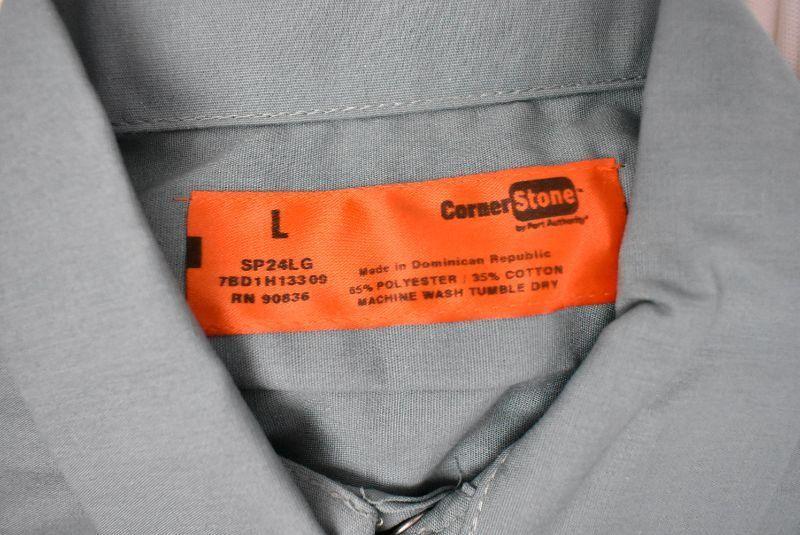 L
SP24LG
7BD1H13309
RN 90836
CornerStone™
by Port Authority®
Made in Dominican Republic
65% POLYESTER / 35% COTTON
MACHINE WASH TUMBLE DRY